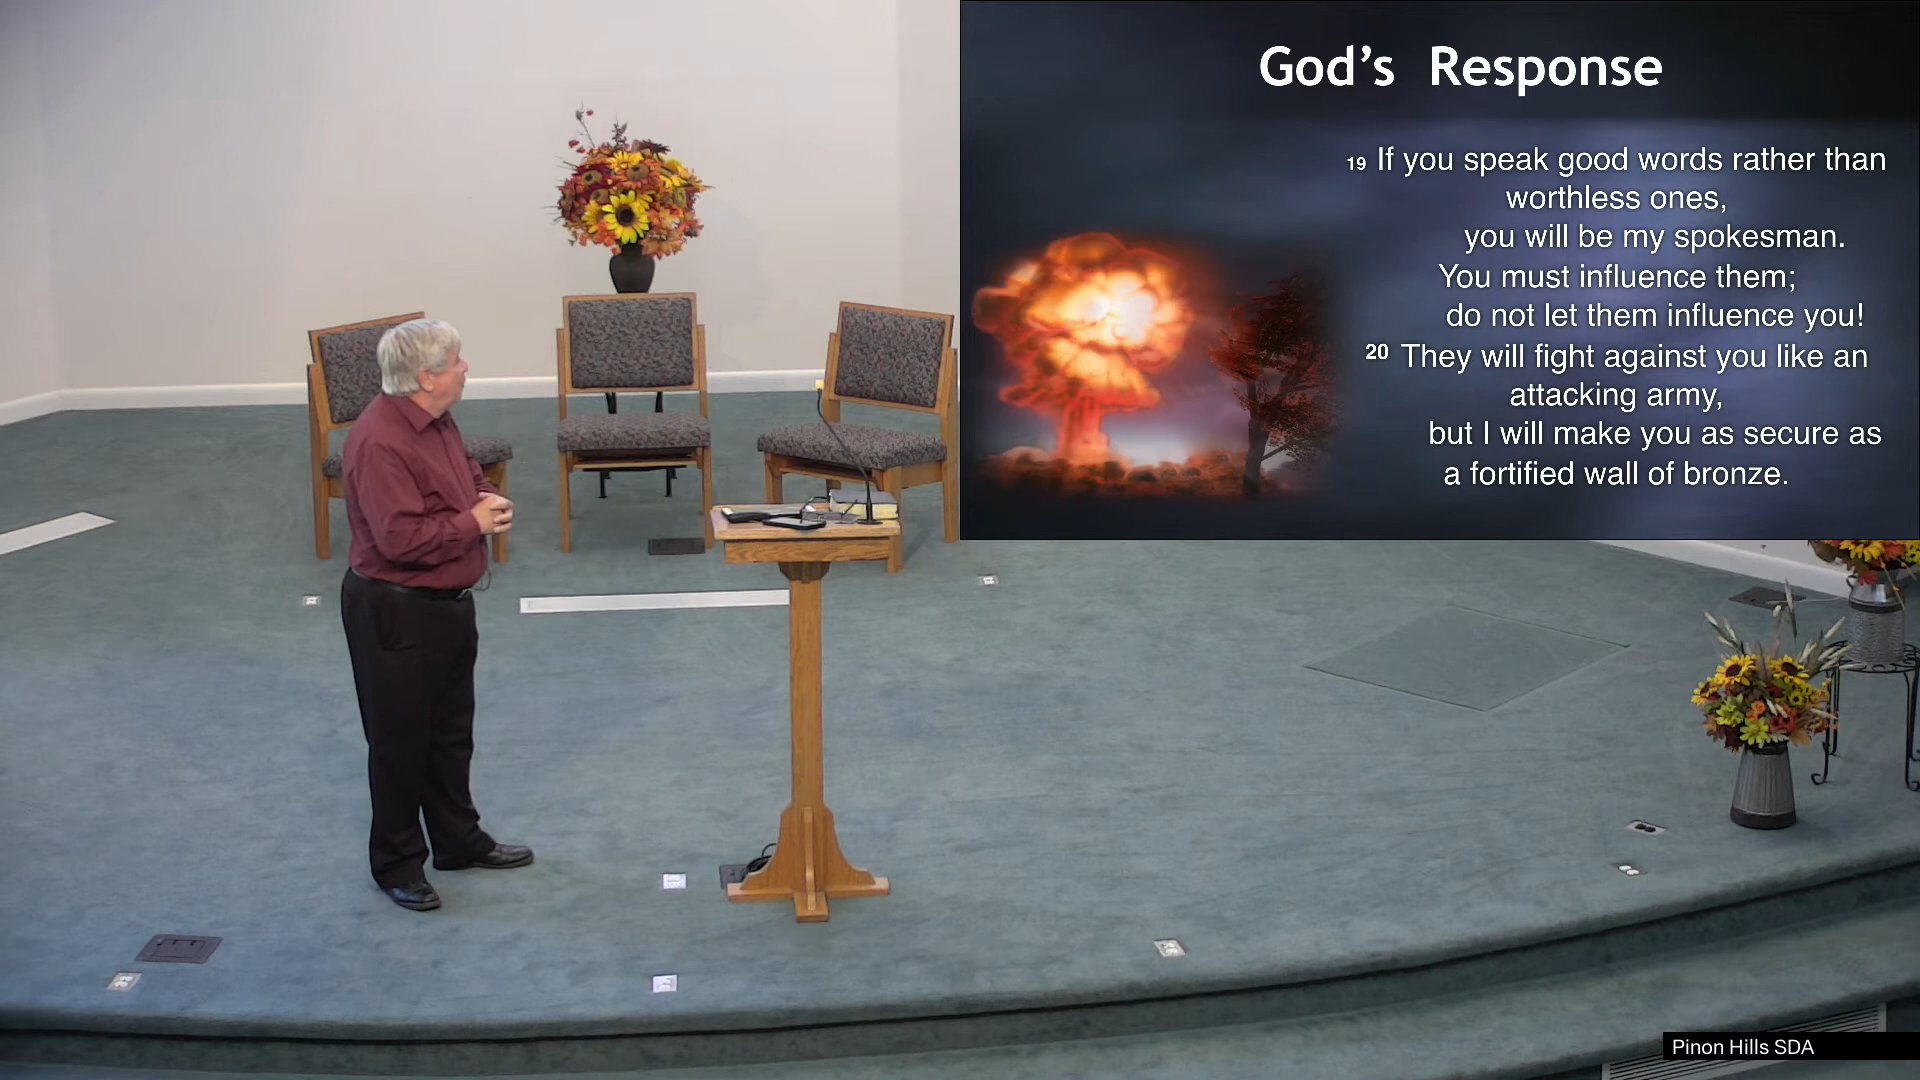 God's Response
19 If you speak good words rather than
worthless ones,
you will be my spokesman.
You must influence them;
do not let them influence you!
20 They will fight against you like an
attacking army,
but I will make you as secure as
a fortified wall of bronze.
Pinon Hills SDA